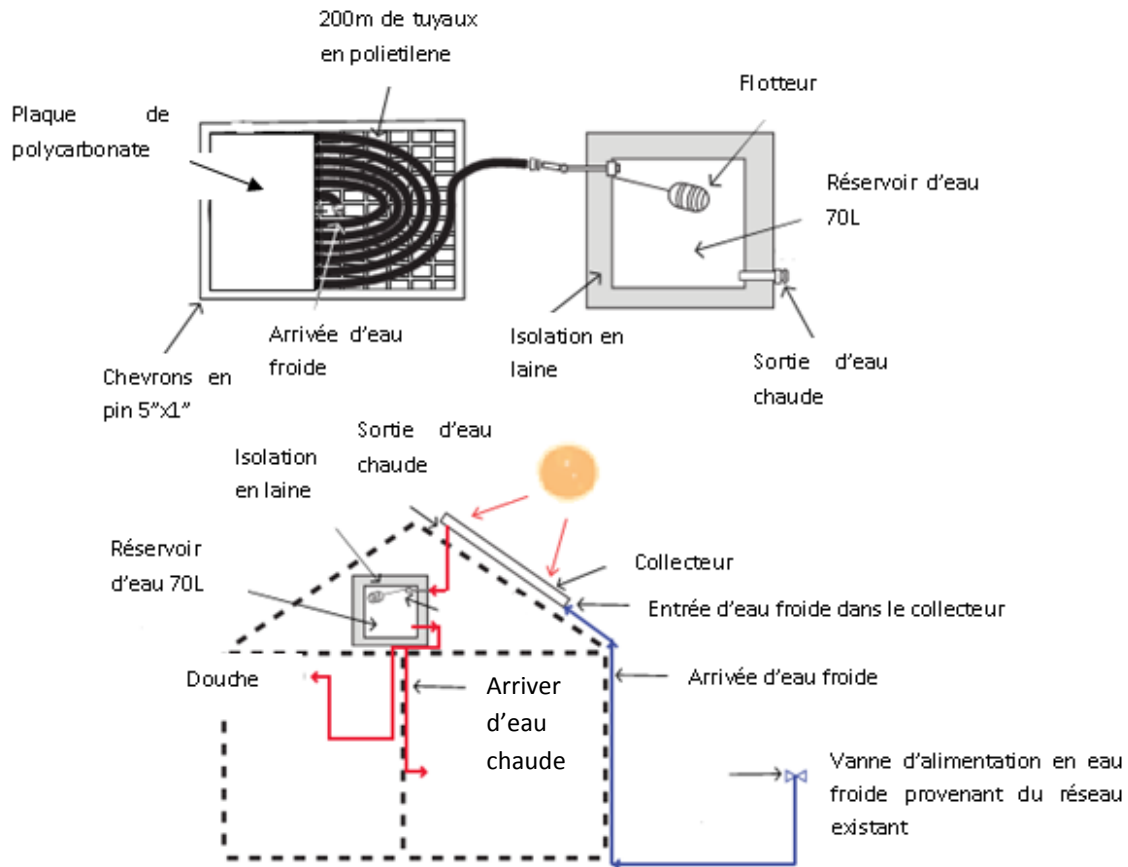 200m de tuyaux
en polietilene
Flotteur
Plaque de
polycarbonate
Réservoir d'eau
70L
Arrivée d'eau
froide
Isolation en
laine
Sortie d'eau
chaude
Chevrons en
pin 5"x1"
Sortie d'eau
chaude
Isolation
en laine
Réservoir
d'eau 70L
Collecteur
Entrée d'eau froide dans le collecteur
Douche
Arriver
d'eau
chaude
Arrivée d'eau froide
Vanne d'alimentation en eau
froide provenant du réseau
existant